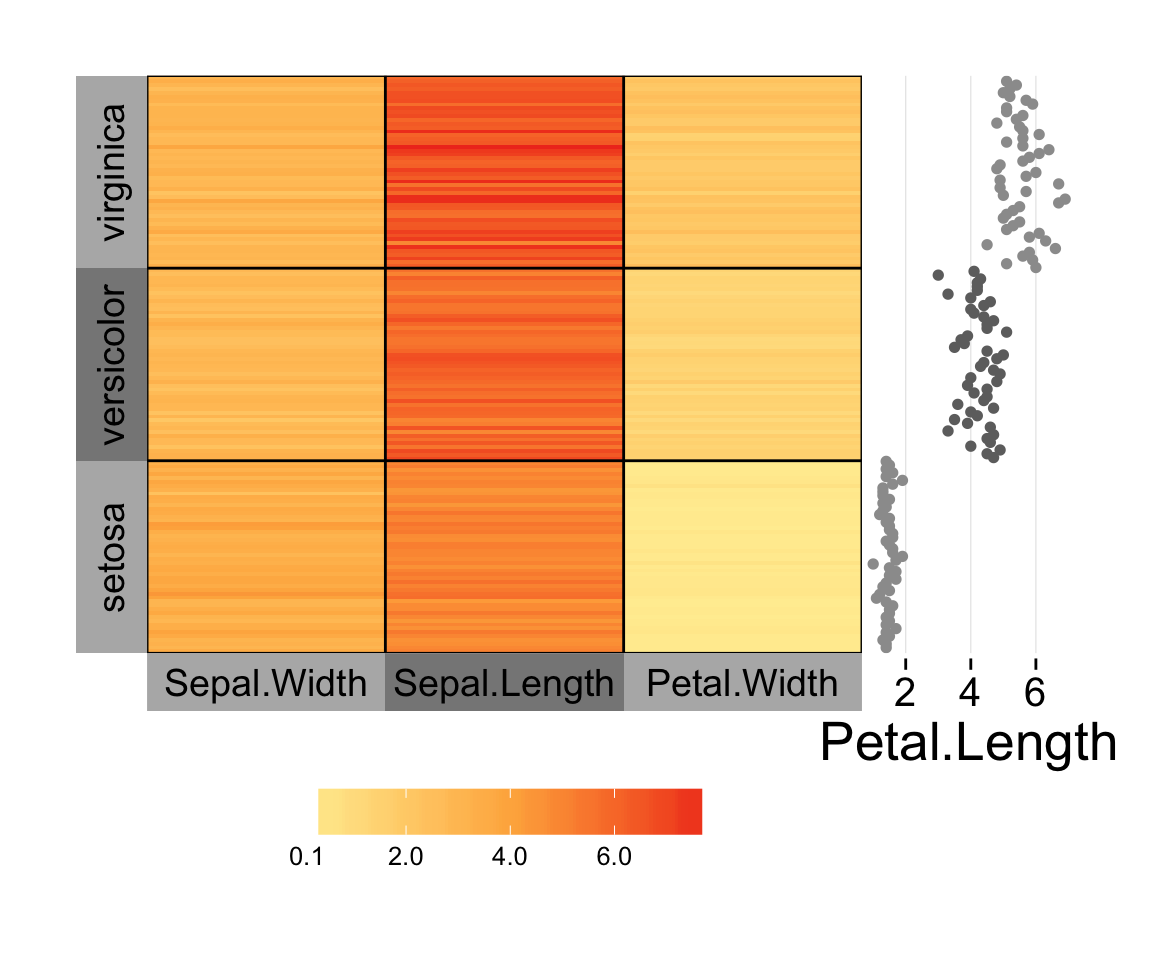 virginica
versicolor
setosa
Sepal.Width Sepal.Length Petal.Width
2 4 6
Petal.Length
0.1 2.0 4.0 6.0